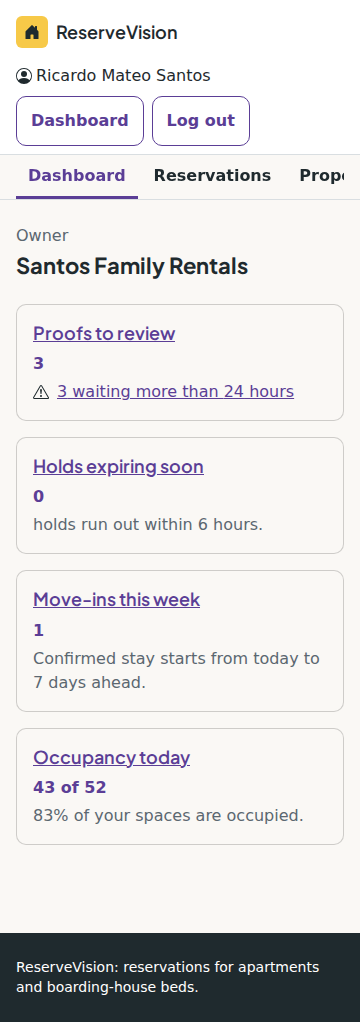 ReserveVision
Ricardo Mateo Santos
Dashboard
Log out
Dashboard
Reservations
Owner
Santos Family Rentals
Proofs to review
3
3 waiting more than 24 hours
Holds expiring soon
0
holds run out within 6 hours.
Move-ins this week
1
Confirmed stay starts from today to
7 days ahead.
Occupancy today
43 of 52
83% of your spaces are occupied.
ReserveVision: reservations for apartments
and boarding-house beds.